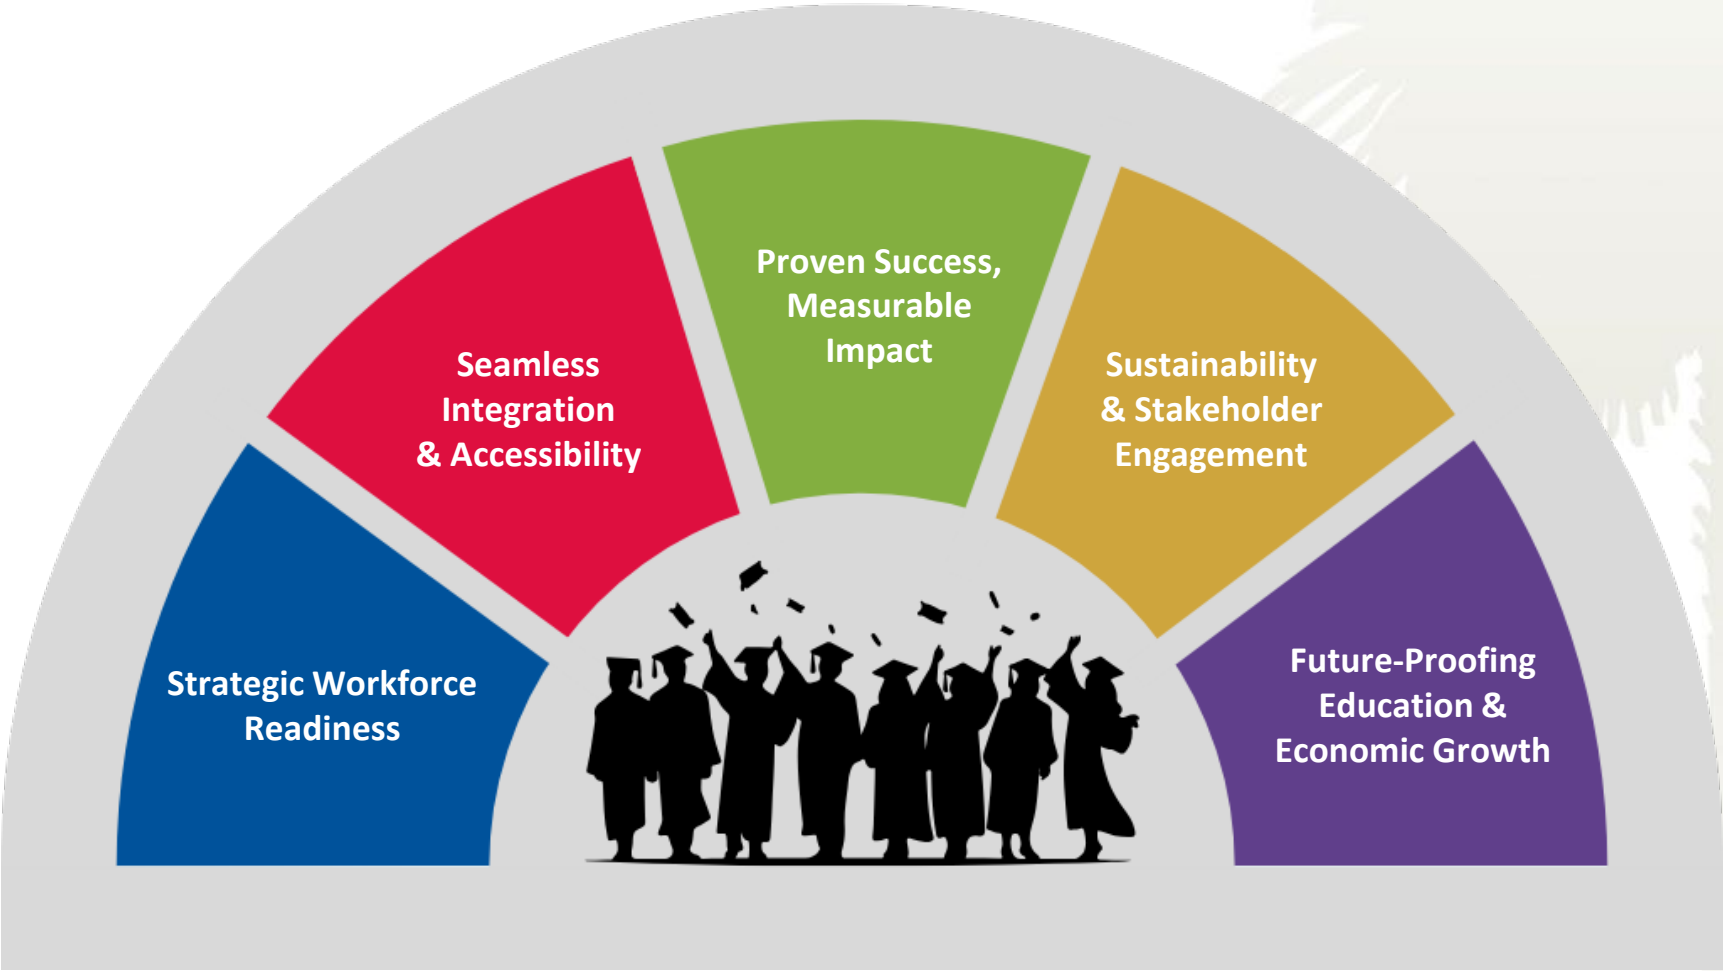 Strategic Workforce
Readiness
Seamless
Integration
& Accessibility
Proven Success,
Measurable
Impact
Sustainability
& Stakeholder
Engagement
Future-Proofing
Education &
Economic Growth